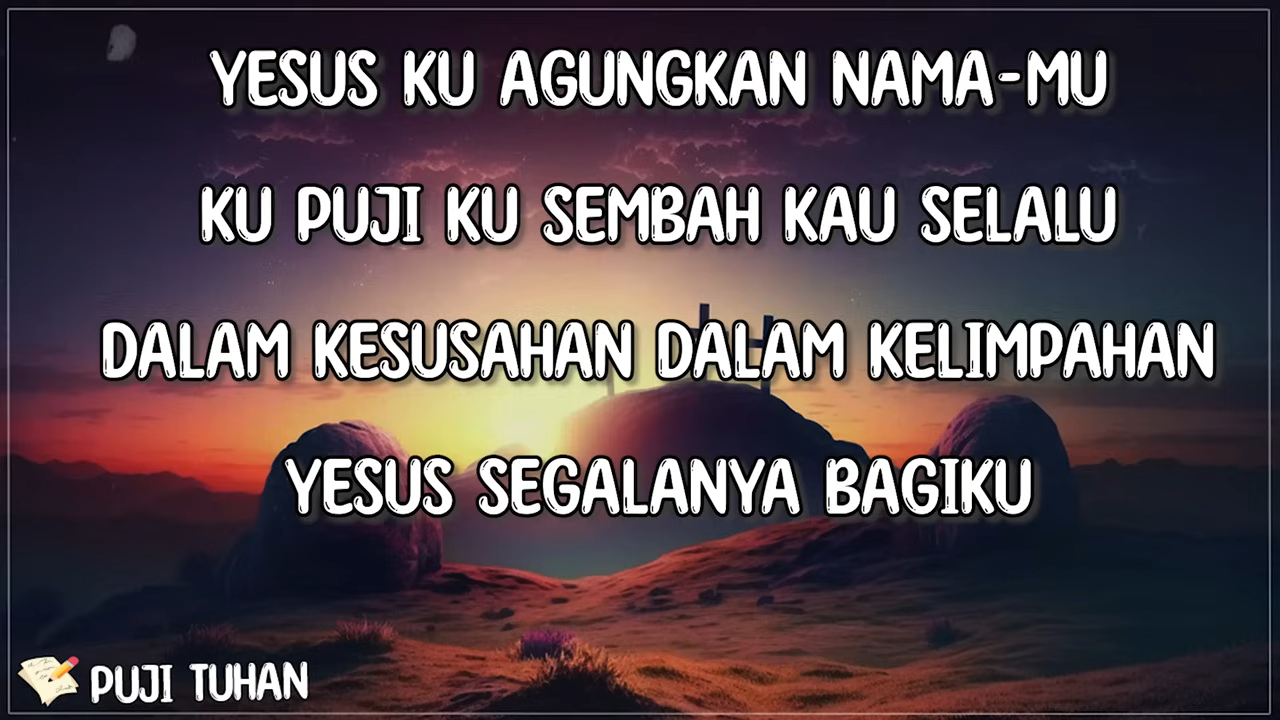 YESUS KU AGUNGKAN NAMA-MU
KU PUJI KU SEMBAH KAU SELALU
DALAM KESUSAHAN DALAM KELIMPAHAN
YESUS SEGALANYA BAGIKU
PUJI TUHAN